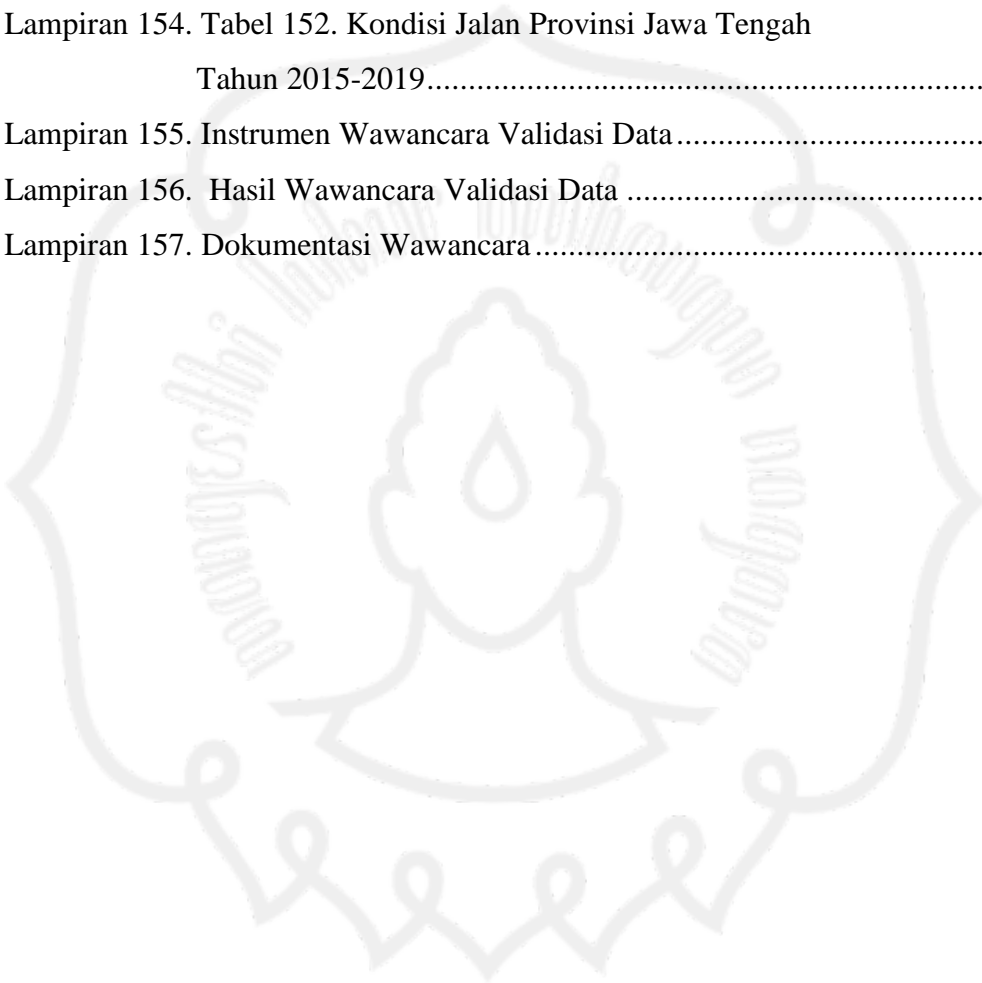 Lampiran 154. Tabel 152. Kondisi Jalan Provinsi Jawa Tengah
Tahun 2015-2019...................................................................
Lampiran 155. Instrumen Wawancara Validasi Data.....................................
Lampiran 156.  Hasil Wawancara Validasi Data ........................................
Lampiran 157. Dokumentasi Wawancara......................................................